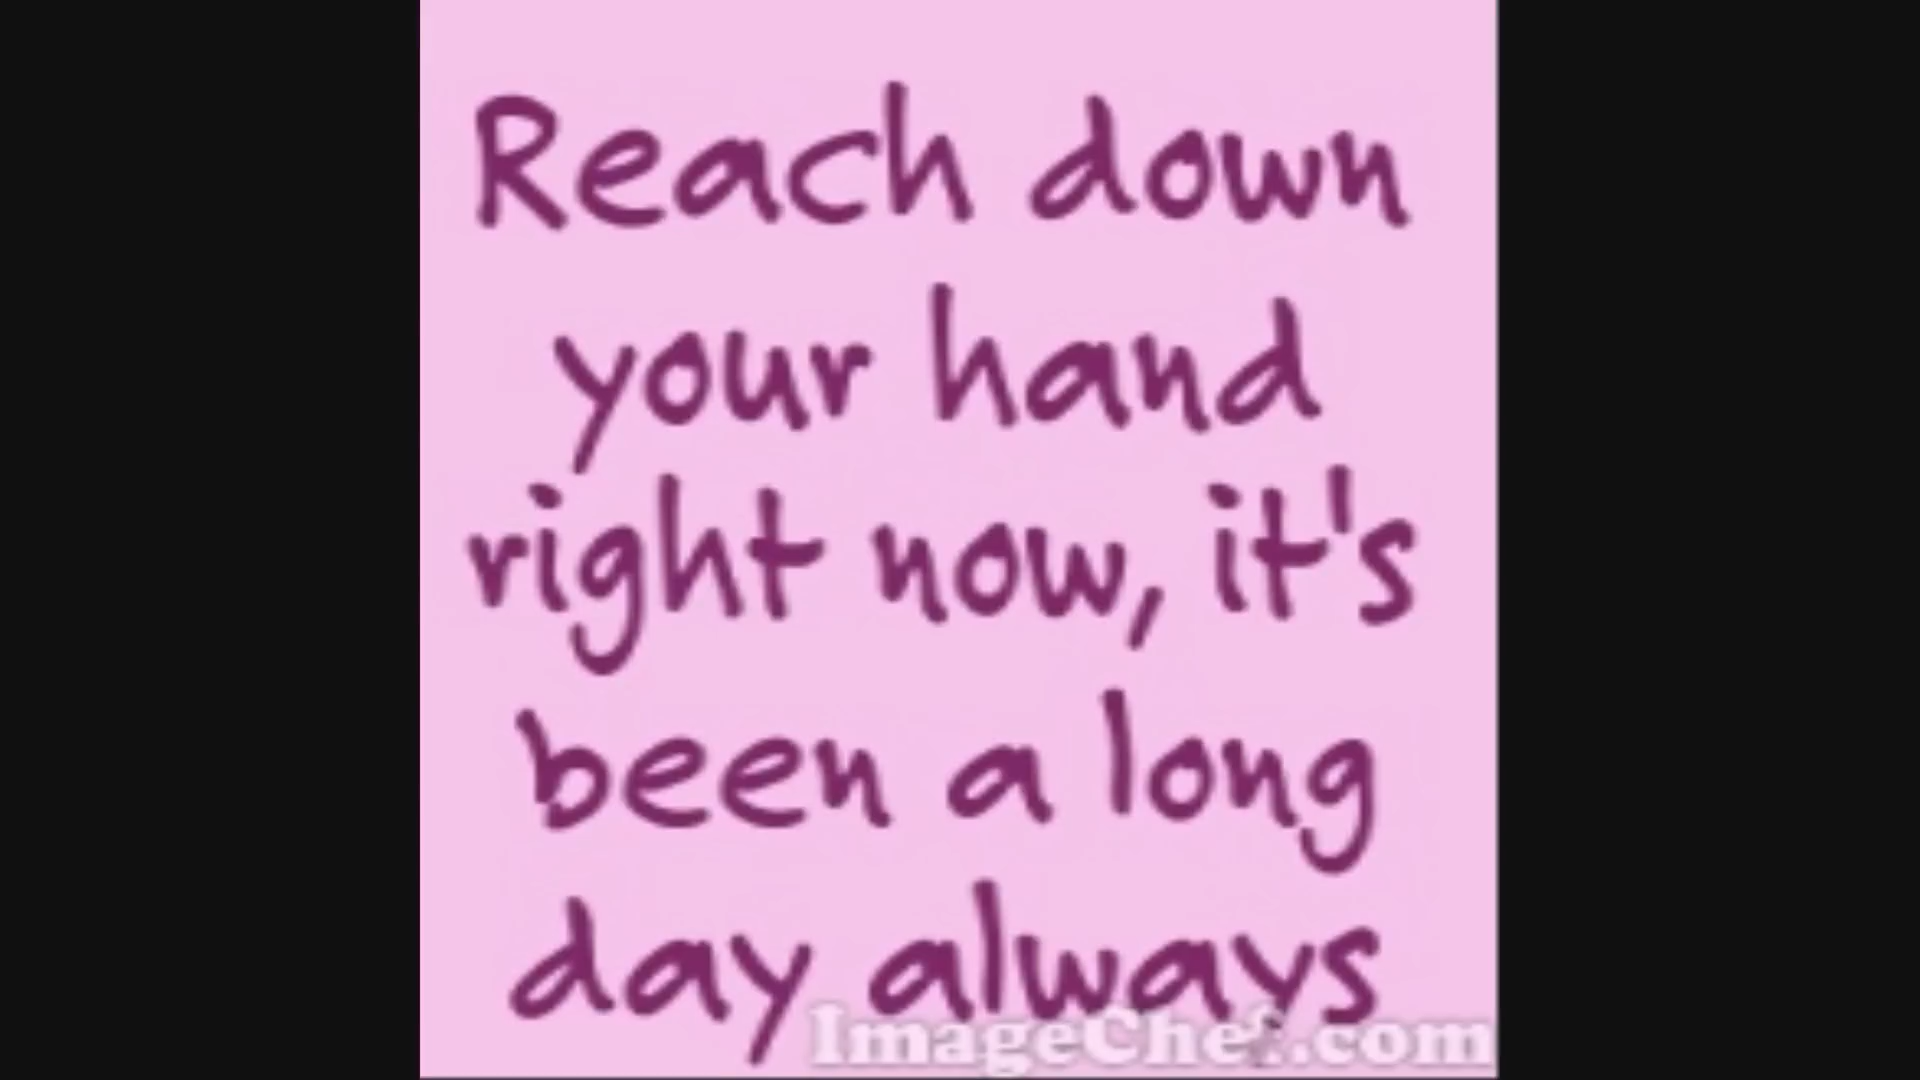 Reach down
your hand
right now, it's
been a long
day always
ImageChef.com